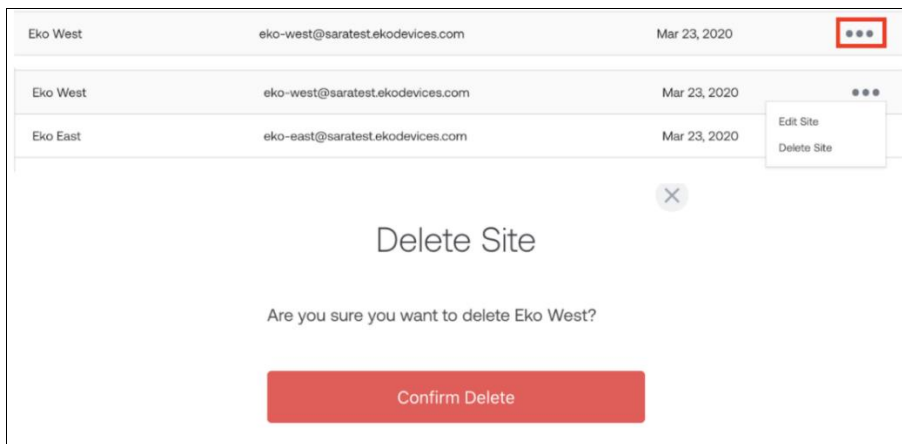 Eko West eko-west@saratest.ekodevices.com Mar 23, 2020
Eko West eko-west@saratest.ekodevices.com Mar 23, 2020
Edit Site
Eko East eko-east@saratest.ekodevices.com Mar 23, 2020
Delete Site
Delete Site
Are you sure you want to delete Eko West?
Confirm Delete